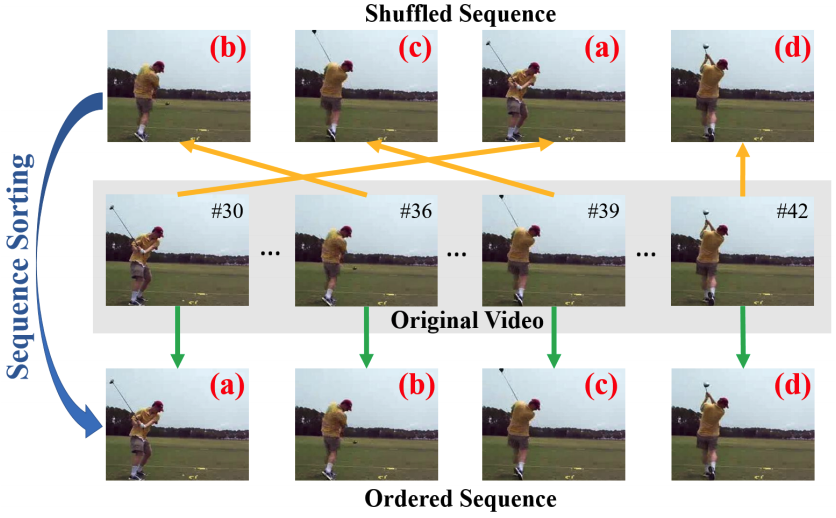 Shuffled Sequence
(b)
(c)
(a)
(d)
Sequence Sorting
#30
#36
#39
#42
...
...
...
Original Video
(a)
(b)
(c)
(d)
Ordered Sequence